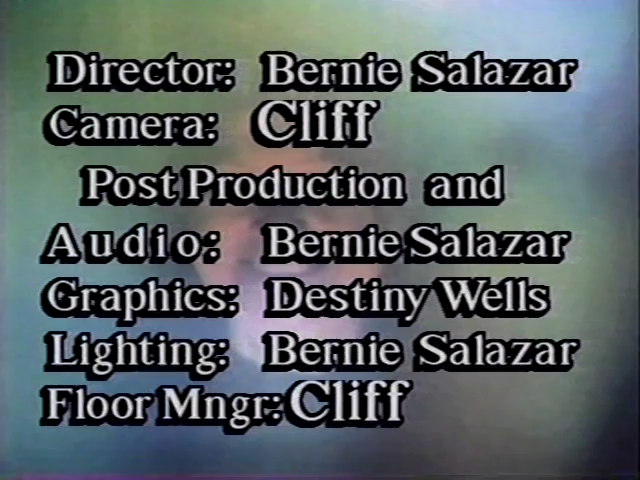 Director: Bernie Salazar
Camera: Cliff
Post Production and
Audio: Bernie Salazar
Graphics: Destiny Wells
Lighting: Bernie Salazar
Floor Mngr: Cliff